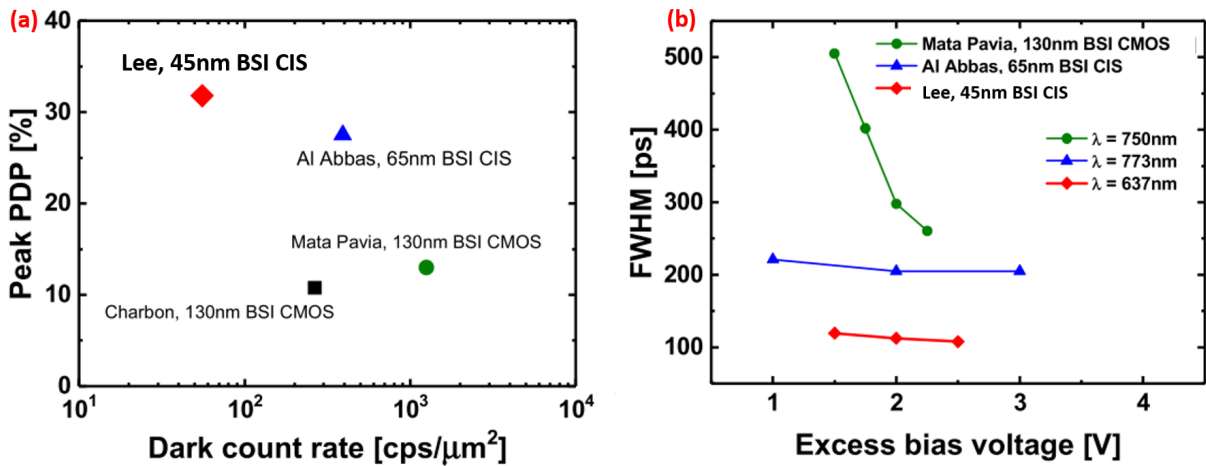 (a)
Peak PDP [%]
40
30
20
10
0
Lee, 45nm BSI CIS
Al Abbas, 65nm BSI CIS
Mata Pavia, 130nm BSI CMOS
Charbon, 130nm BSI CMOS
10¹ 10² 10³ 10⁴
Dark count rate [cps/μm²]
(b)
FWHM [ps]
500
400
300
200
100
Mata Pavia, 130nm BSI CMOS
Al Abbas, 65nm BSI CIS
Lee, 45nm BSI CIS
λ = 750nm
λ = 773nm
λ = 637nm
1 2 3 4
Excess bias voltage [V]